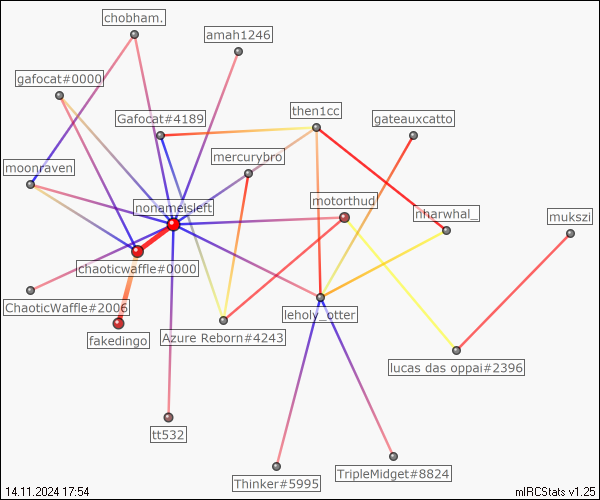 chobham.
amah1246
gafocat#0000
Gafocat#4189
then1cc
gateauxcatto
mercurybro
moonraven
motorthud
nonameisleft
nharwhal_
mukszi
chaoticwaffle#0000
ChaoticWaffle#2006
leholy_otter
fakedingo
Azure Reborn#4243
lucas das oppai#2396
tt532
TripleMidget#8824
Thinker#5995
14.11.2024 17:54
mIRCStats v1.25